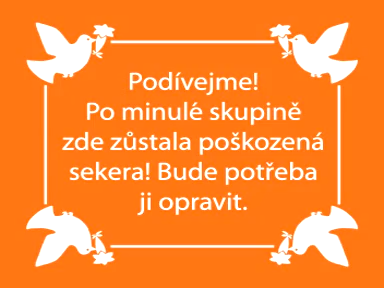 Podívejme!
Po minulé skupině
zde zůstala poškozená
sekera! Bude potřeba
ji opravit.